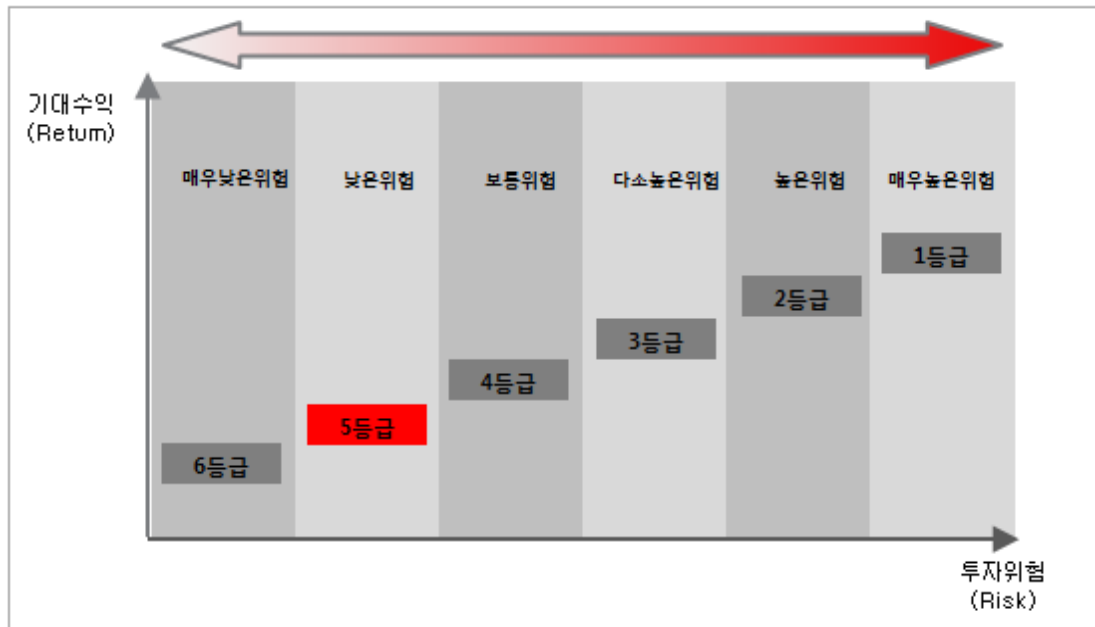 기대수익
(Retum)
매우낮은위험
낮은위험
보통위험
다소높은위험
높은위험
매우높은위험
1등급
2등급
3등급
4등급
5등급
6등급
투자위험
(Risk)